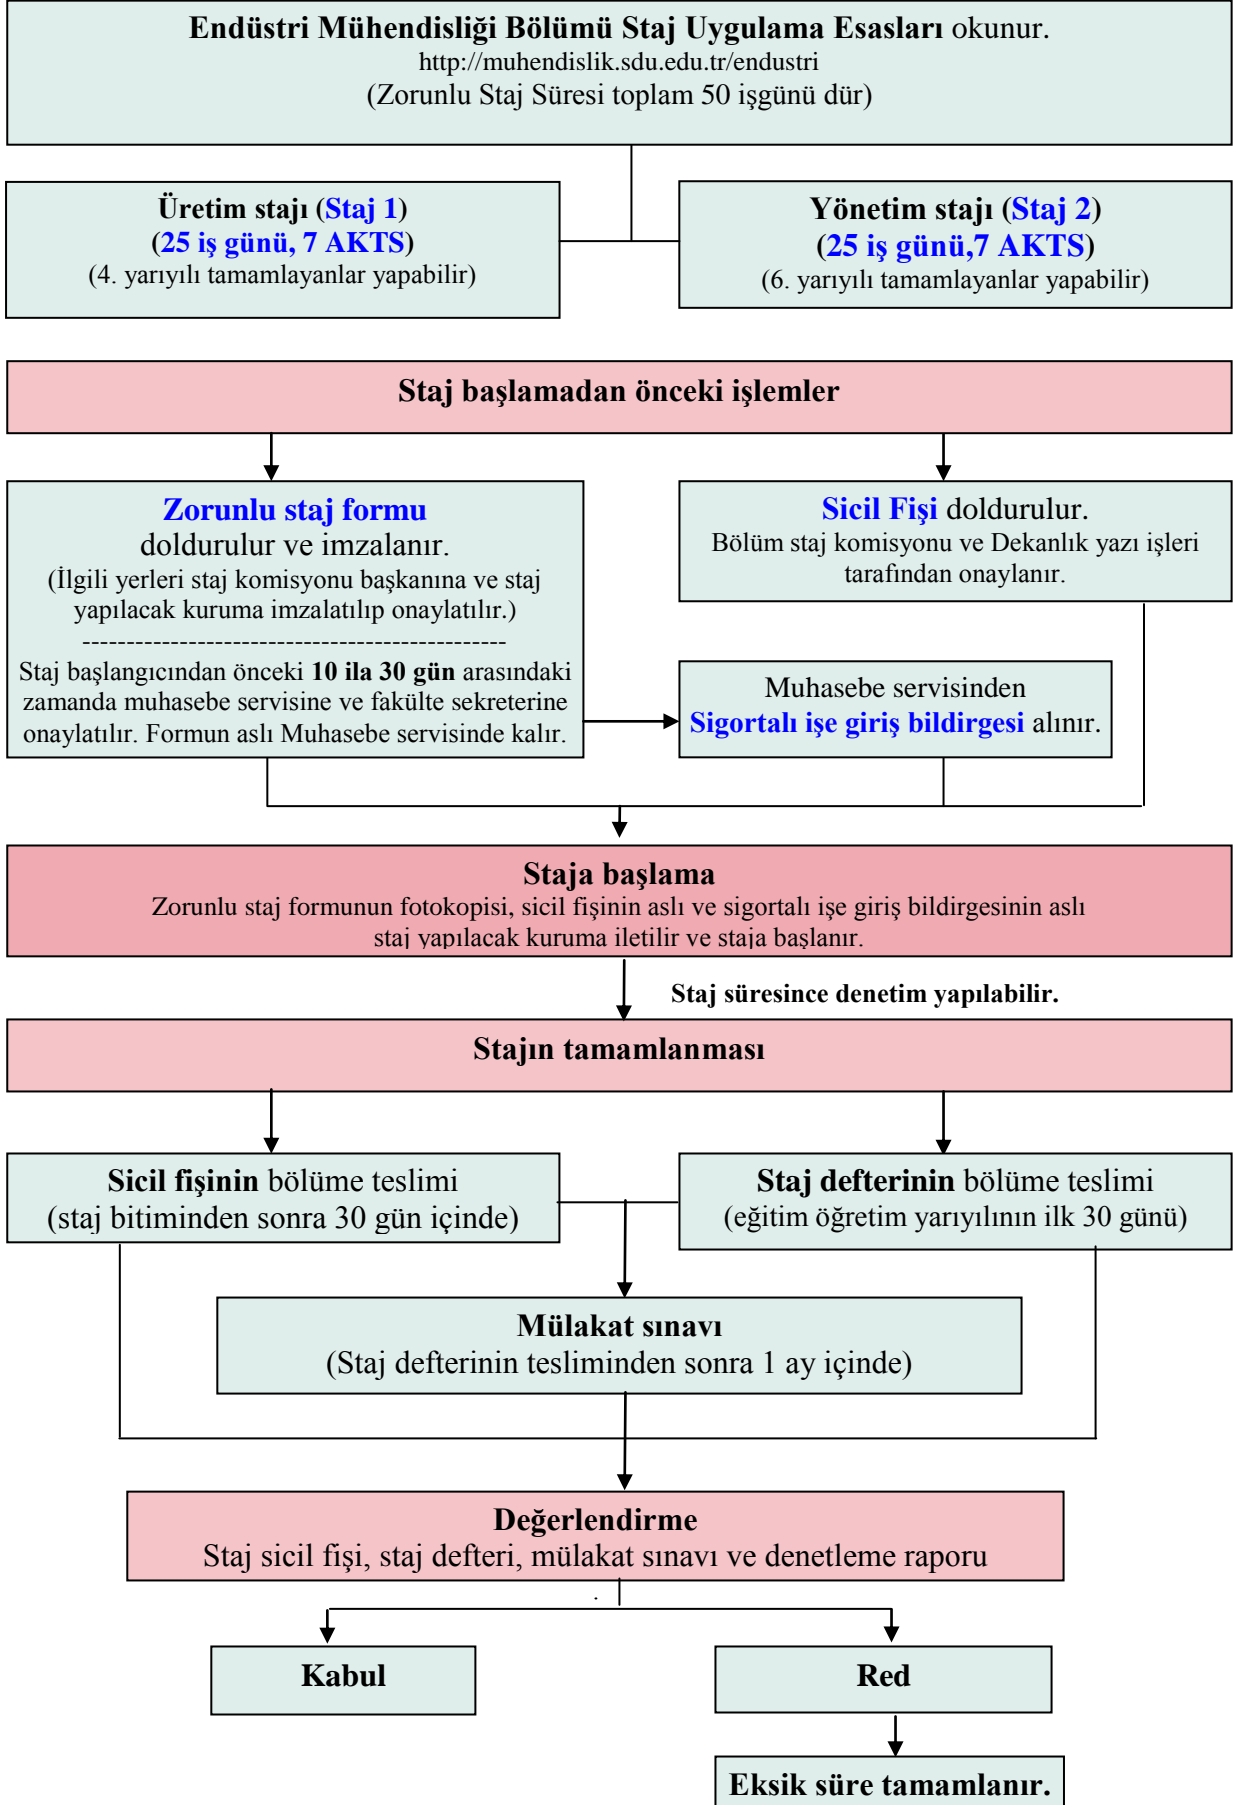 Endüstri Mühendisliği Bölümü Staj Uygulama Esasları okunur.
http://muhendislik.sdu.edu.tr/endustri
(Zorunlu Staj Süresi toplam 50 işgünü dür)
Üretim stajı (Staj 1)
(25 iş günü, 7 AKTS)
(4. yarıyılı tamamlayanlar yapabilir)
Yönetim stajı (Staj 2)
(25 iş günü,7 AKTS)
(6. yarıyılı tamamlayanlar yapabilir)
Staj başlamadan önceki işlemler
Zorunlu staj formu
doldurulur ve imzalanır.
(İlgili yerleri staj komisyonu başkanına ve staj
yapılacak kuruma imzalatılıp onaylatılır.)
------------------------------------------------
Staj başlangıcından önceki 10 ila 30 gün arasındaki
zamanda muhasebe servisine ve fakülte sekreterine
onaylatılır. Formun aslı Muhasebe servisinde kalır.
Sicil Fişi doldurulur.
Bölüm staj komisyonu ve Dekanlık yazı işleri
tarafından onaylanır.
Muhasebe servisinden
Sigortalı işe giriş bildirgesi alınır.
Staja başlama
Zorunlu staj formunun fotokopisi, sicil fişinin aslı ve sigortalı işe giriş bildirgesinin aslı
staj yapılacak kuruma iletilir ve staja başlanır.
Staj süresince denetim yapılabilir.
Stajın tamamlanması
Sicil fişinin bölüme teslimi
(staj bitiminden sonra 30 gün içinde)
Staj defterinin bölüme teslimi
(eğitim öğretim yarıyılının ilk 30 günü)
Mülakat sınavı
(Staj defterinin tesliminden sonra 1 ay içinde)
Değerlendirme
Staj sicil fişi, staj defteri, mülakat sınavı ve denetleme raporu
.
Kabul
Red
Eksik süre tamamlanır.